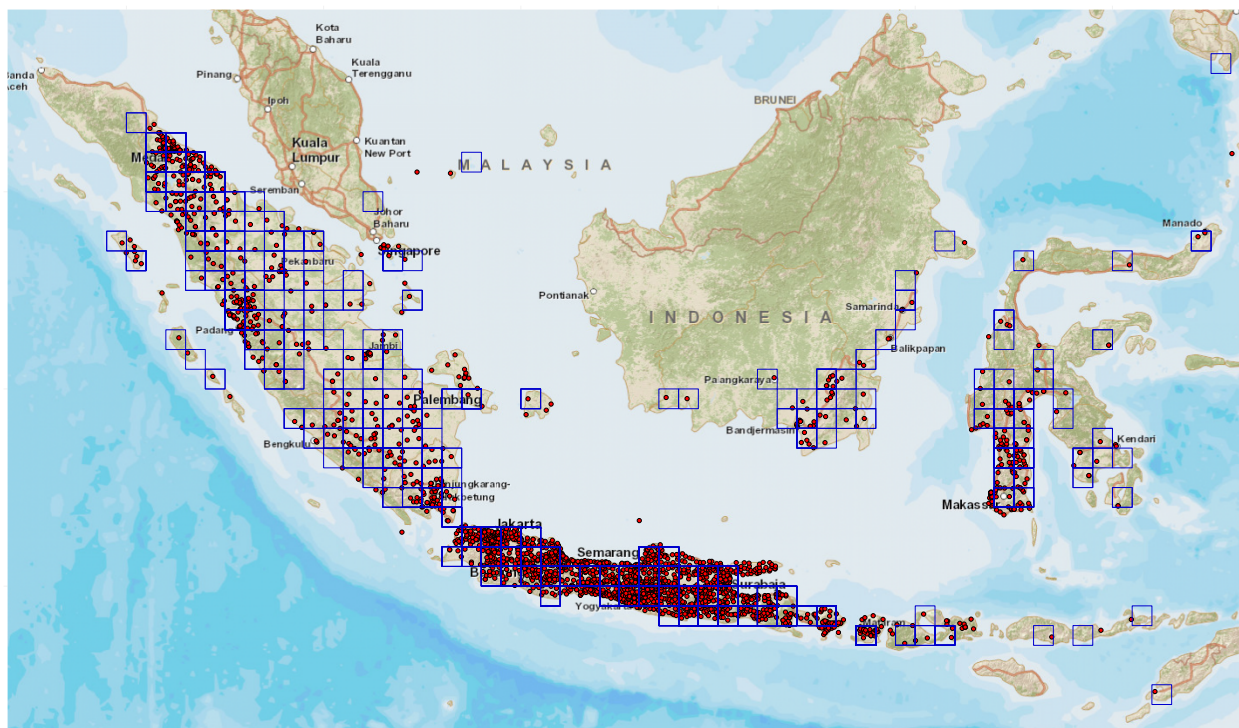 Kota
Baharu
Kuala
Terengganu
Pinang
Banda
Aceh
Ipoh
BRUNEI
Kuala
Lumpur
Kuantan
New Port
MALAYSIA
Seremban
Johor
Baharu
Singapore
Manado
Pekanbaru
Pontianak
Samarinda
INDONESIA
Padang
Jambi
Balikpapan
Palangkaraya
Palembang
Bandjermasin
Bengkulu
Kendari
Makassar
Jakarta
Semarang
Surabaja
Yogyakarta
Mataram